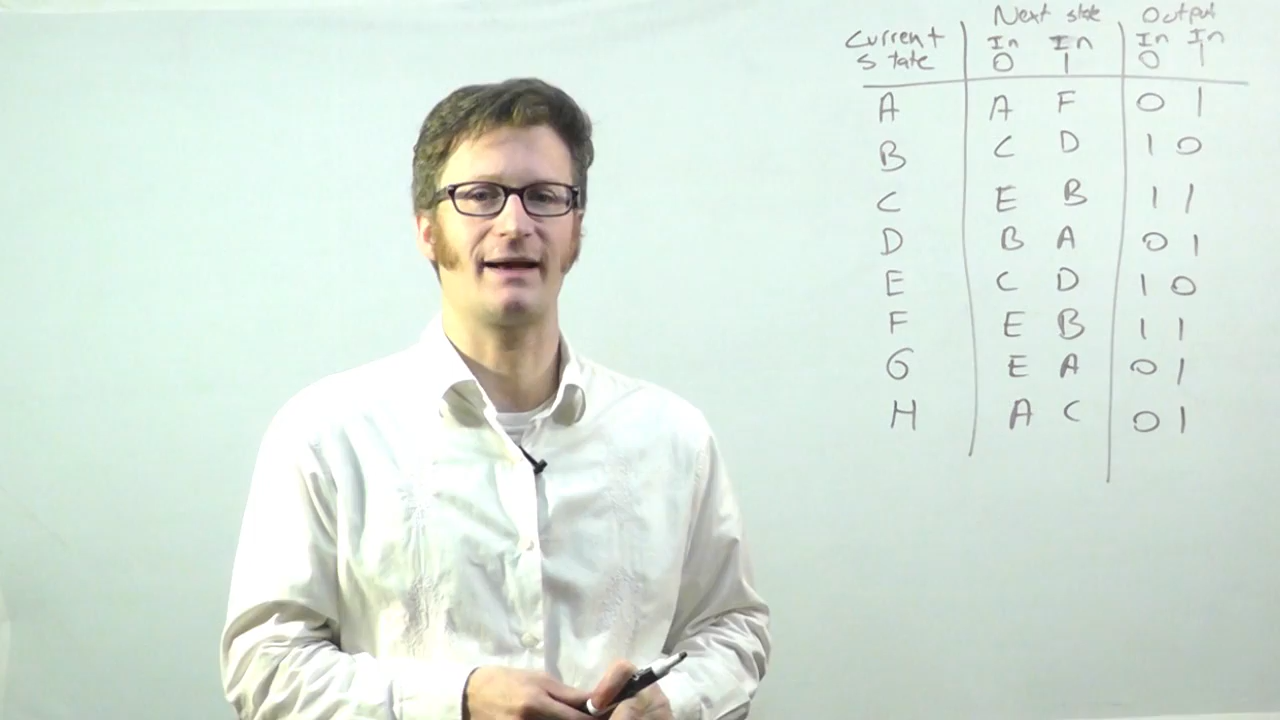 Next state Output
Current In In In In
state 0 1 0 1
A A F 0 1
B C D 1 0
C E B 1 1
D B A 0 1
E C D 1 0
F E B 1 1
G E A 0 1
H A C 0 1